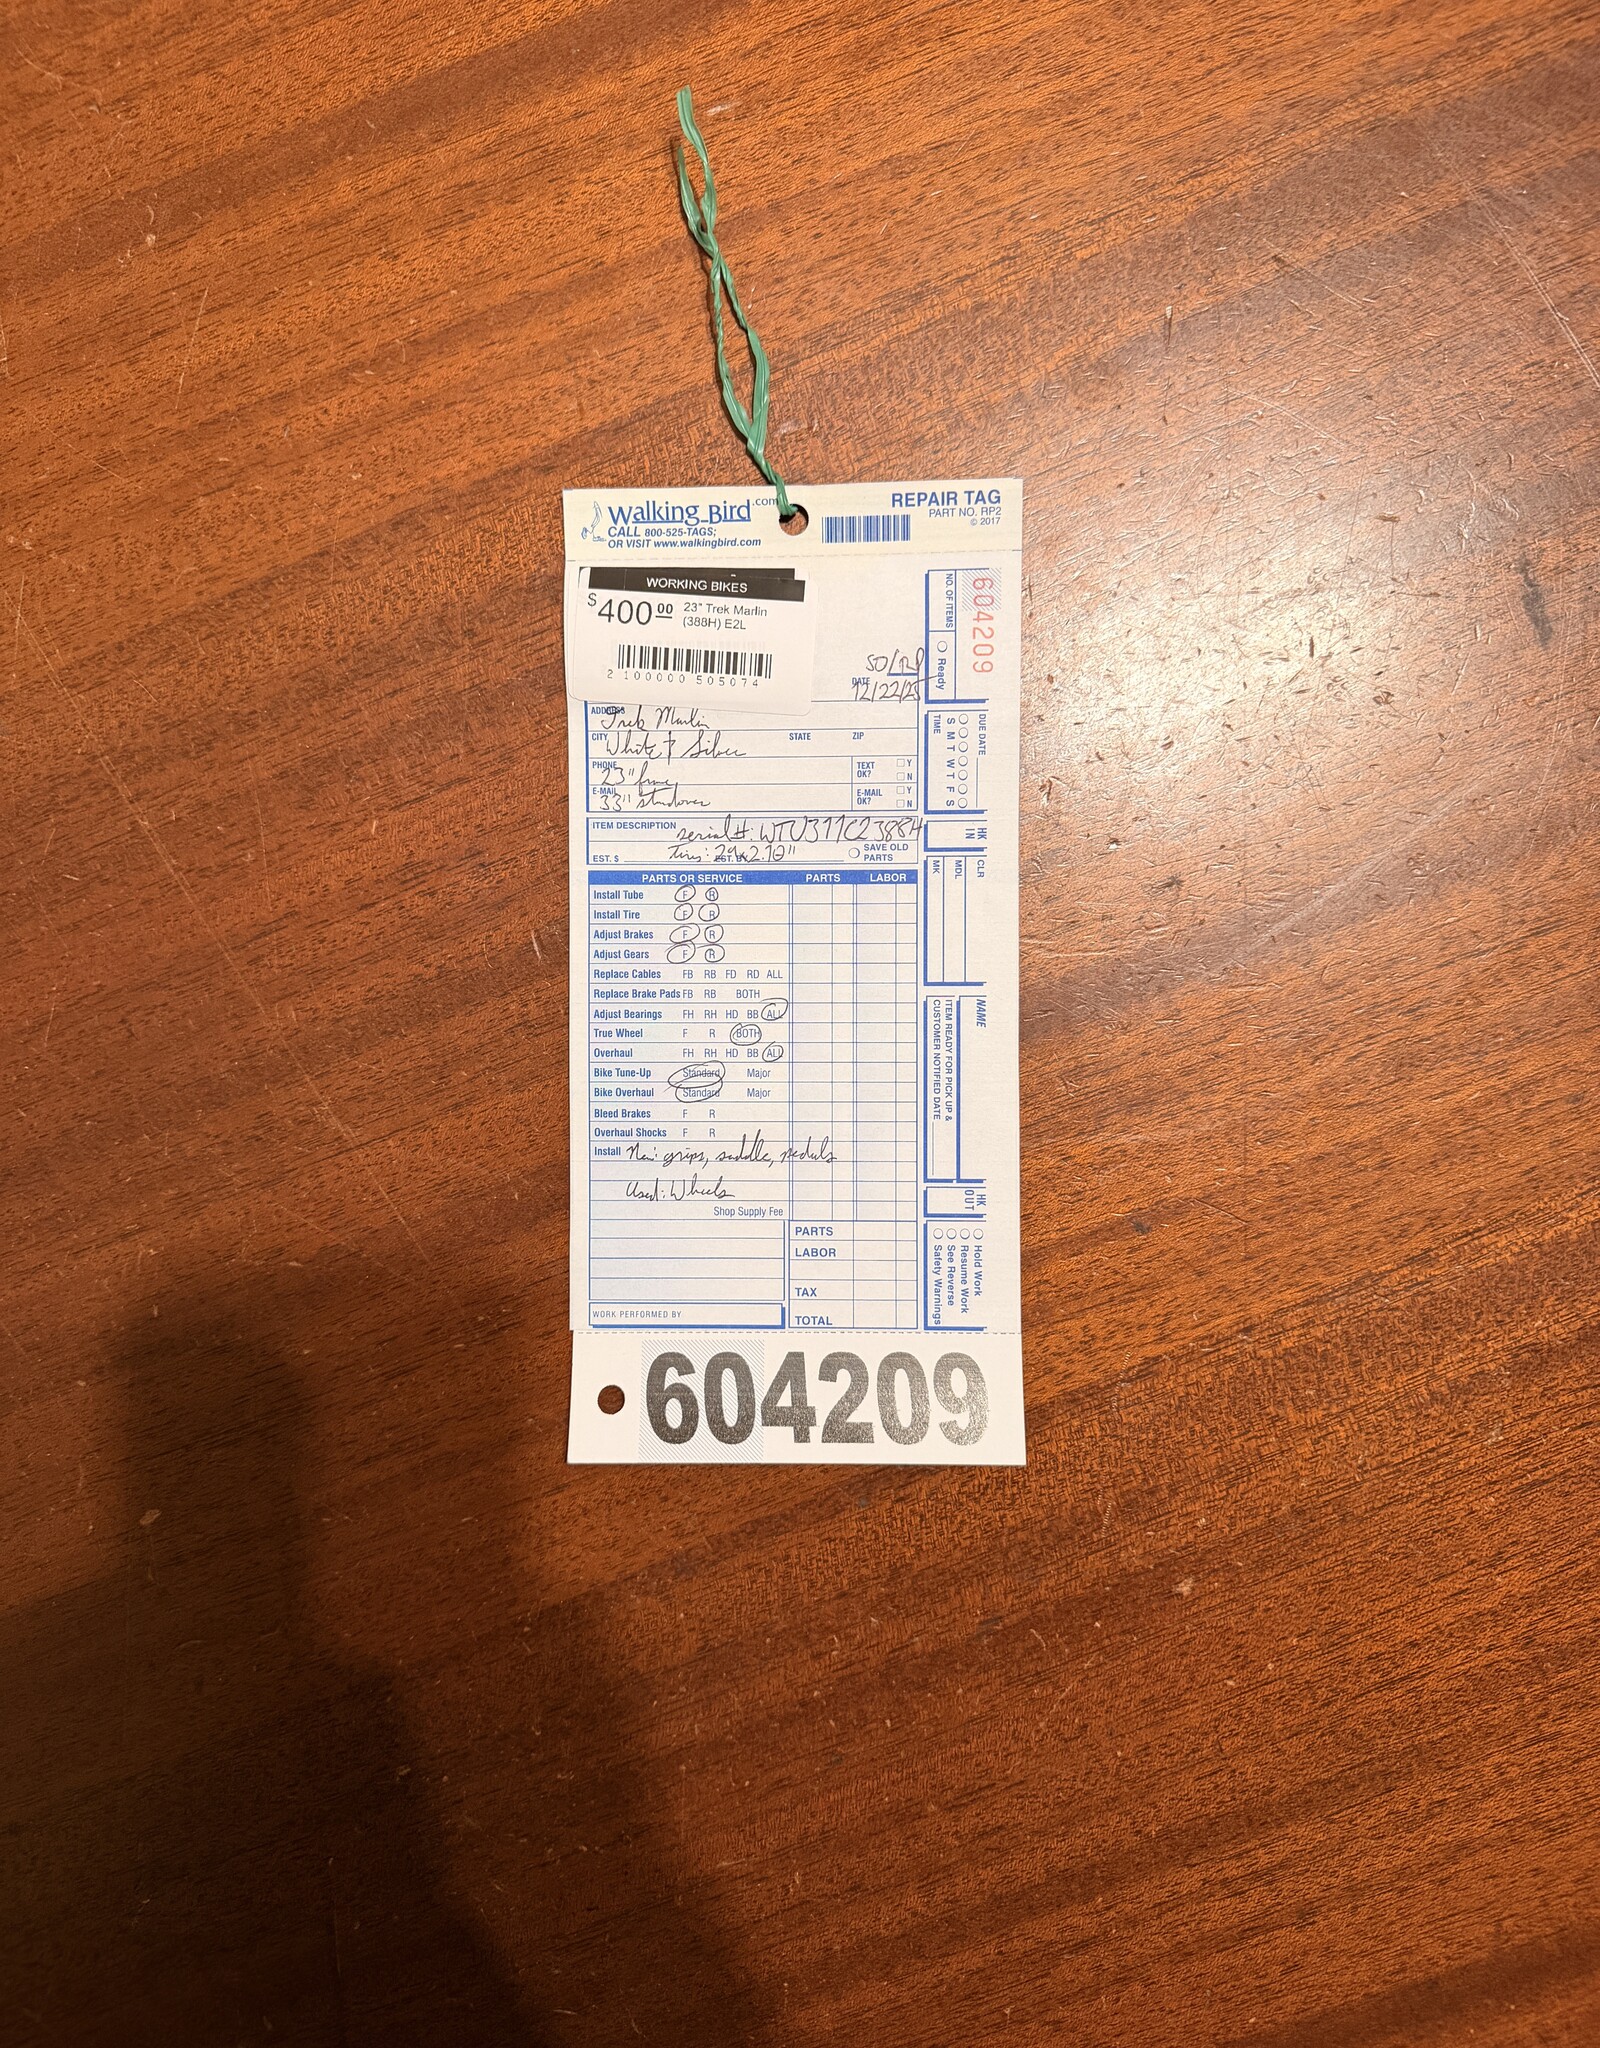 Walking_Bird.com
CALL 800-525-TAGS;
OR VISIT www.walkingbird.com
REPAIR TAG
PART NO. RP2
© 2017
WORKING BIKES
$400.00 23" Trek Marlin
(388H) E2L
2 100000 505074
SO/RP
DATE
12/22/25
ADDRESS Trek Marlin
CITY White & Silver STATE ZIP
PHONE 23" frame TEXT OK? Y N
E-MAIL 33" standover E-MAIL OK? Y N
ITEM DESCRIPTION serial #: WTU311C2388H
EST. $ Tires: 29x2.10" EST. BY SAVE OLD PARTS
PARTS OR SERVICE PARTS LABOR
Install Tube F R
Install Tire F R
Adjust Brakes F R
Adjust Gears F R
Replace Cables FB RB FD RD ALL
Replace Brake Pads FB RB BOTH
Adjust Bearings FH RH HD BB ALL
True Wheel F R BOTH
Overhaul FH RH HD BB ALL
Bike Tune-Up Standard Major
Bike Overhaul Standard Major
Bleed Brakes F R
Overhaul Shocks F R
Install New: grips, saddle, pedals
Used: Wheels
Shop Supply Fee
PARTS
LABOR
TAX
WORK PERFORMED BY
TOTAL
604209
NO. OF ITEMS
Ready
DUE DATE
S M T W T F S
TIME
HK IN
CLR
MDL
MK
NAME
ITEM READY FOR PICK UP &
CUSTOMER NOTIFIED DATE
HK OUT
Hold Work
Resume Work
See Reverse
Safety Warnings
604209